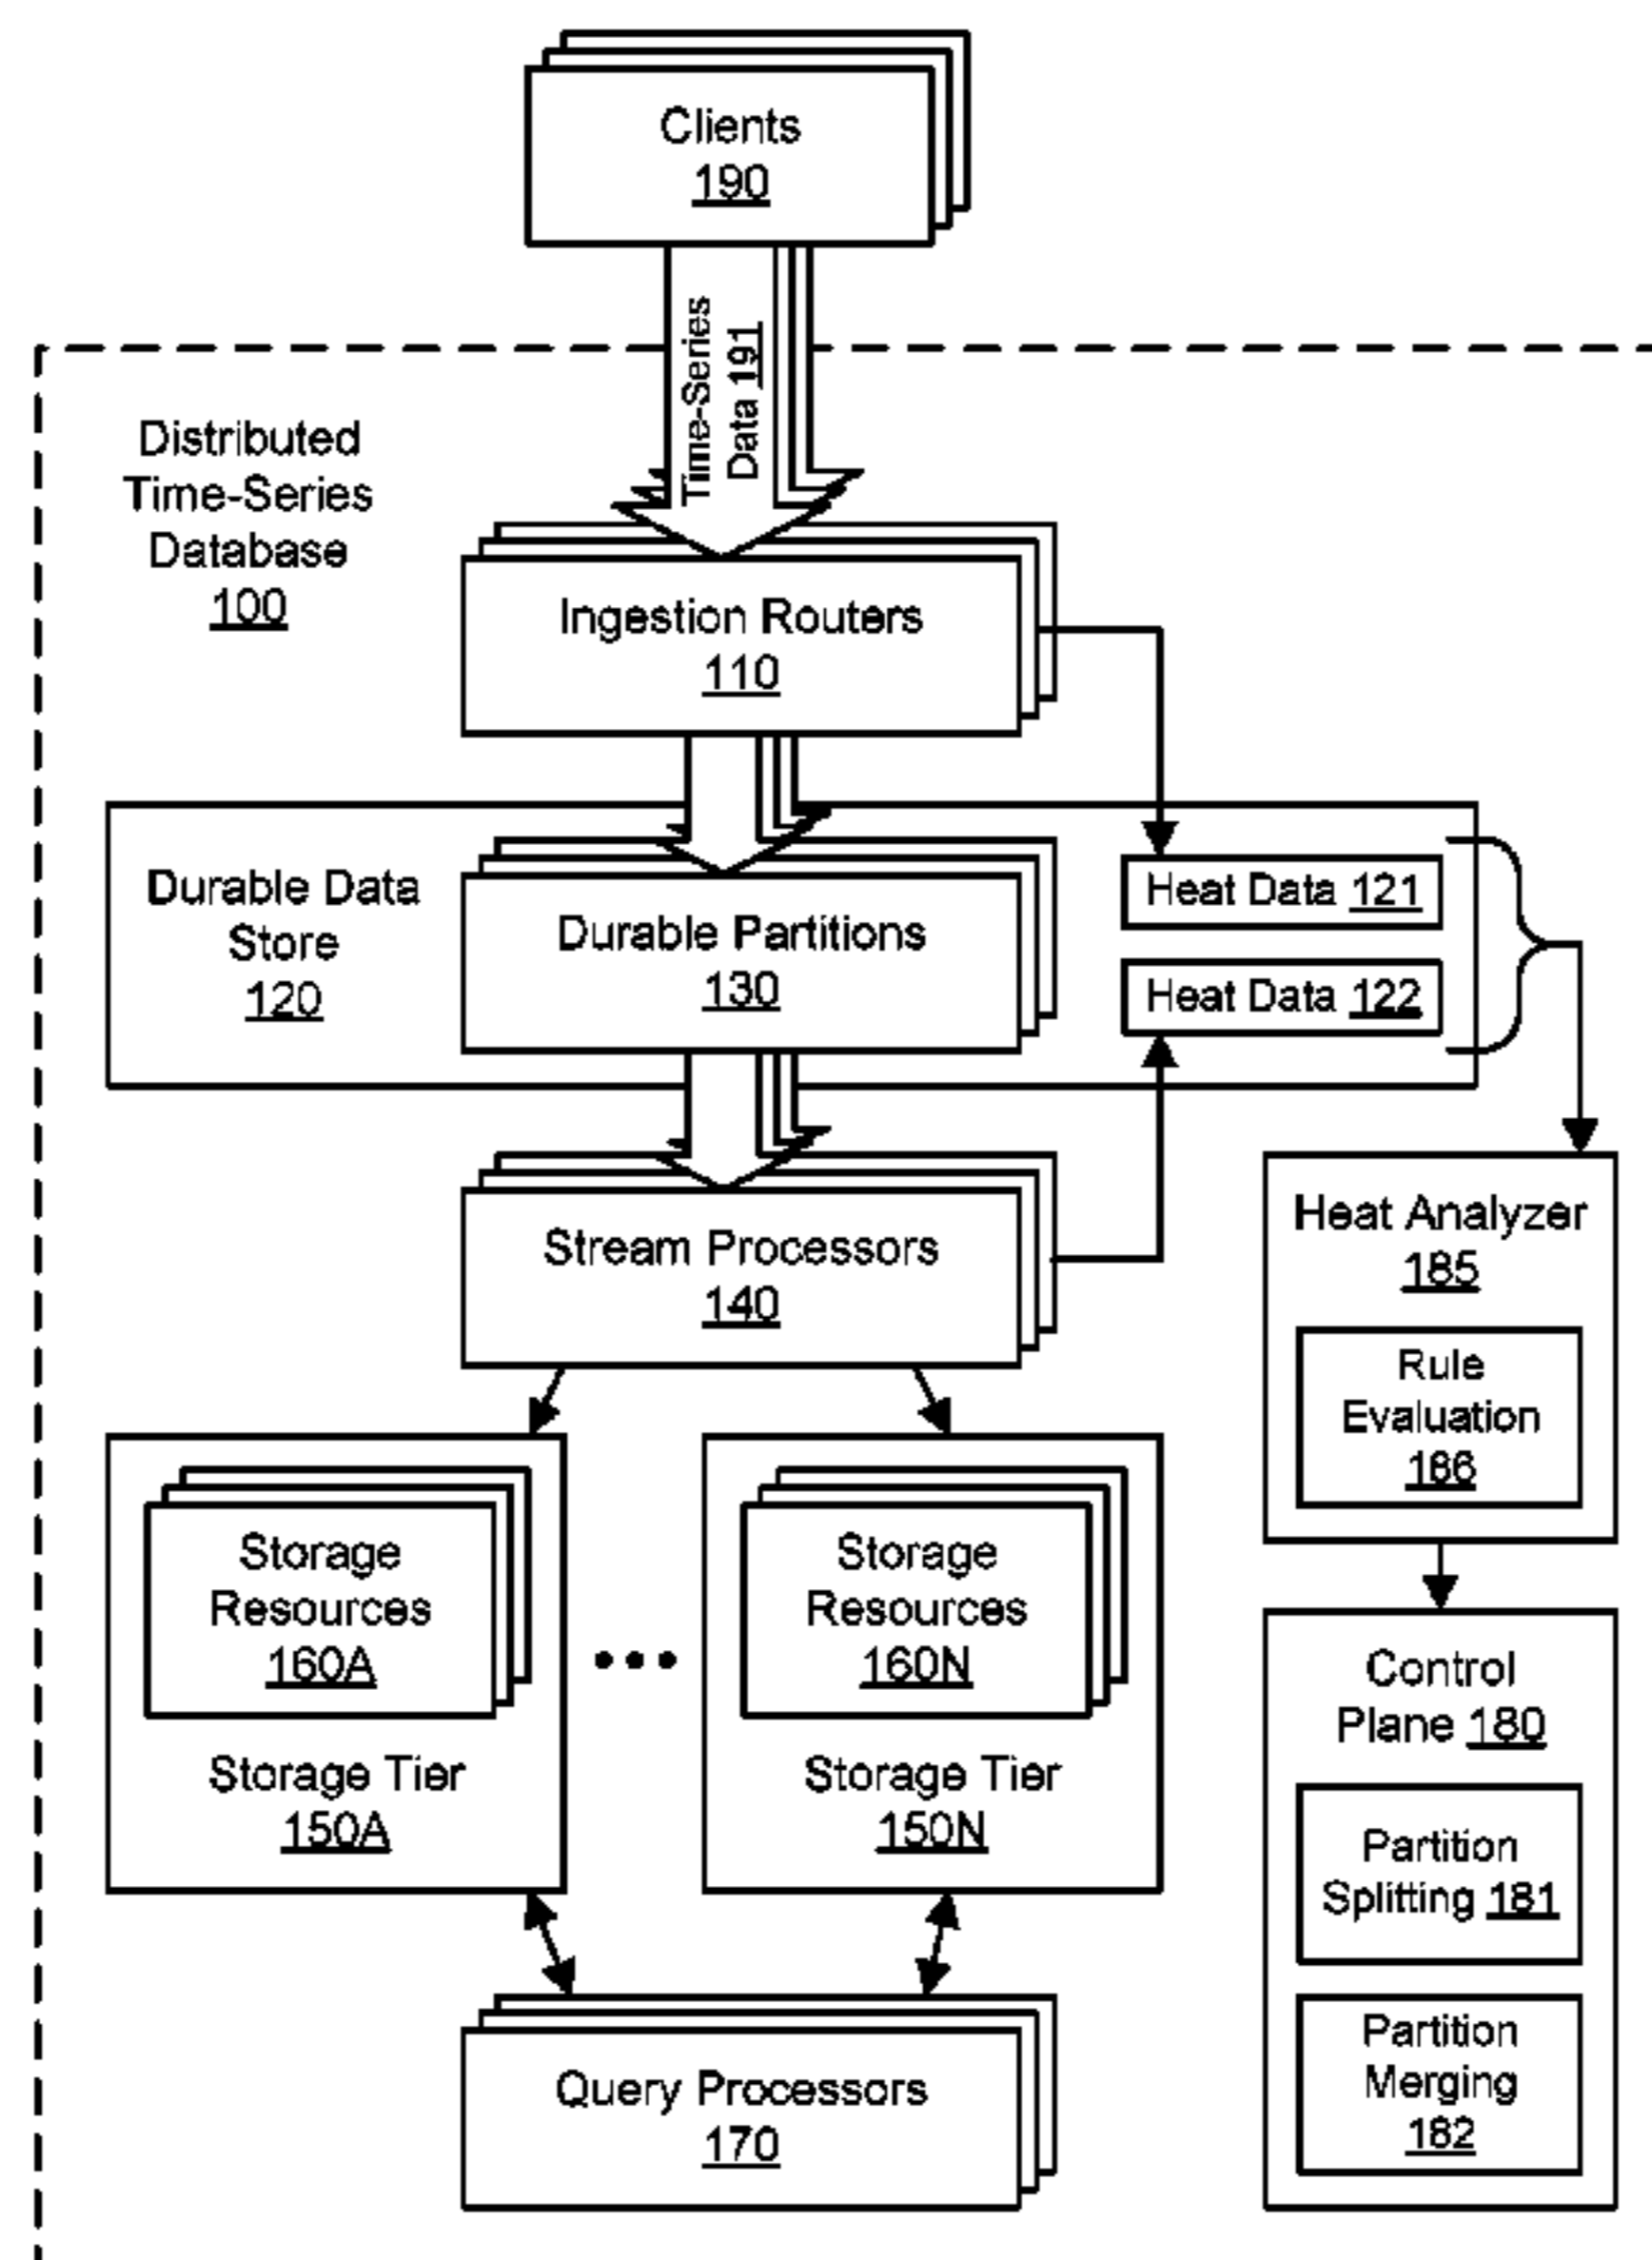 Clients
190
Time-Series
Data 191
Distributed
Time-Series
Database
100
Ingestion Routers
110
Durable Data
Store
120
Durable Partitions
130
Heat Data 121
Heat Data 122
Stream Processors
140
Heat Analyzer
185
Rule
Evaluation
186
Storage
Resources
160A
Storage Tier
150A
Storage
Resources
160N
Storage Tier
150N
Control
Plane 180
Partition
Splitting 181
Partition
Merging
182
Query Processors
170